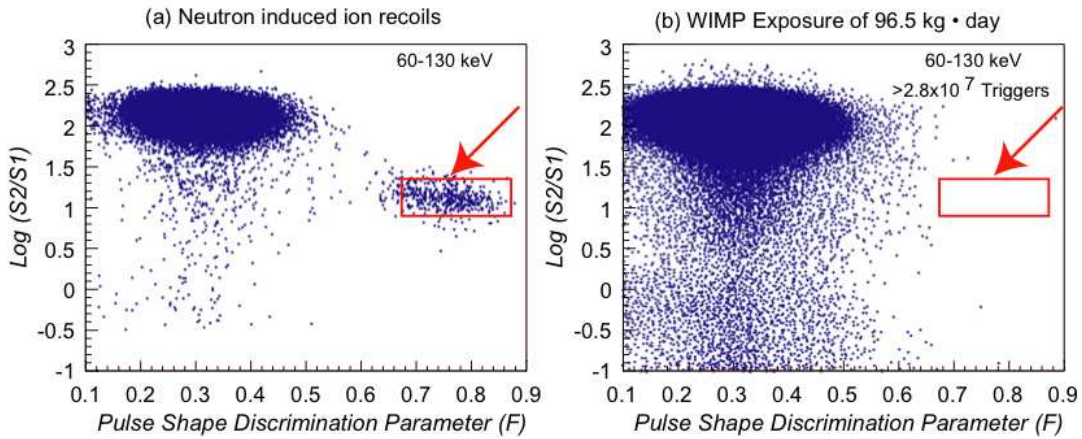 (a) Neutron induced ion recoils
(b) WIMP Exposure of 96.5 kg • day
3
2.5
2
1.5
1
0.5
0
-0.5
-1
Log (S2/S1)
60-130 keV
0.1 0.2 0.3 0.4 0.5 0.6 0.7 0.8 0.9
Pulse Shape Discrimination Parameter (F)
3
2.5
2
1.5
1
0.5
0
-0.5
-1
Log (S2/S1)
60-130 keV
>2.8x10 7 Triggers
0.1 0.2 0.3 0.4 0.5 0.6 0.7 0.8 0.9
Pulse Shape Discrimination Parameter (F)